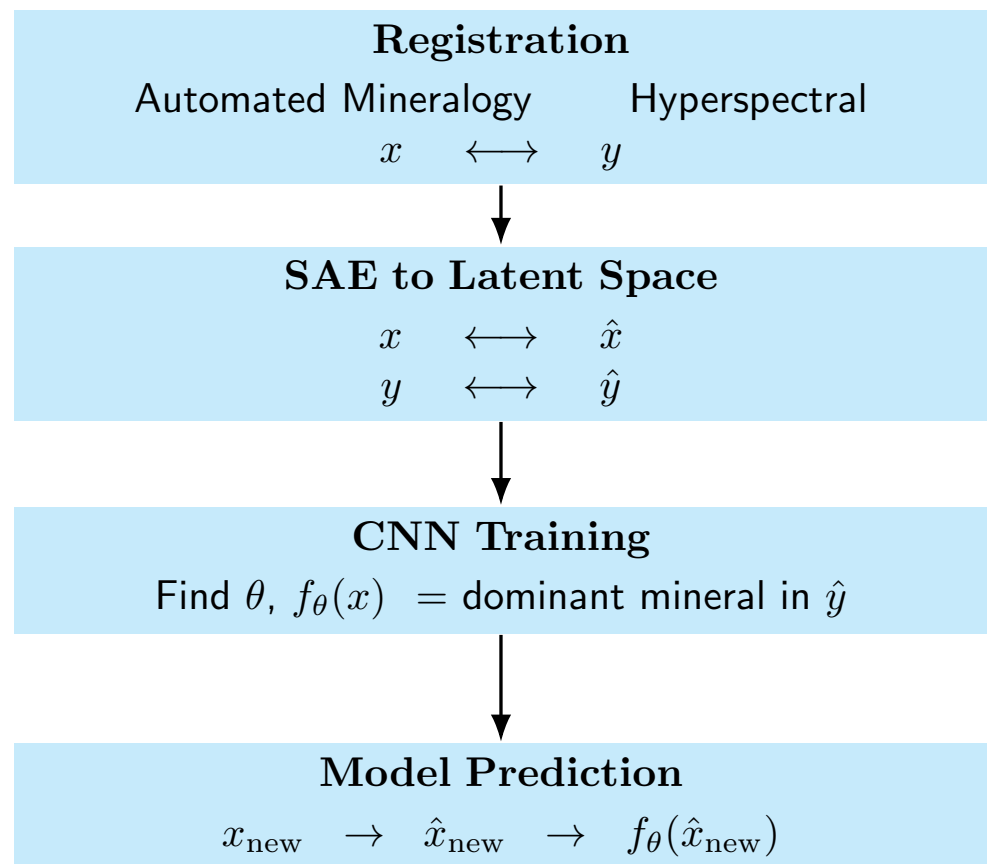 Registration
Automated Mineralogy Hyperspectral
x ⟷ y
SAE to Latent Space
x ⟷ x̂
y ⟷ ŷ
CNN Training
Find θ, f_θ(x) = dominant mineral in ŷ
Model Prediction
x_new → x̂_new → f_θ(x̂_new)